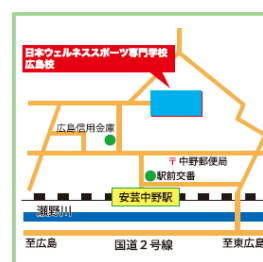 日本ウェルネススポーツ専門学校
広島校
広島信用金庫
〒中野郵便局
駅前交番
安芸中野駅
瀬野川
至広島
国道2号線
至東広島